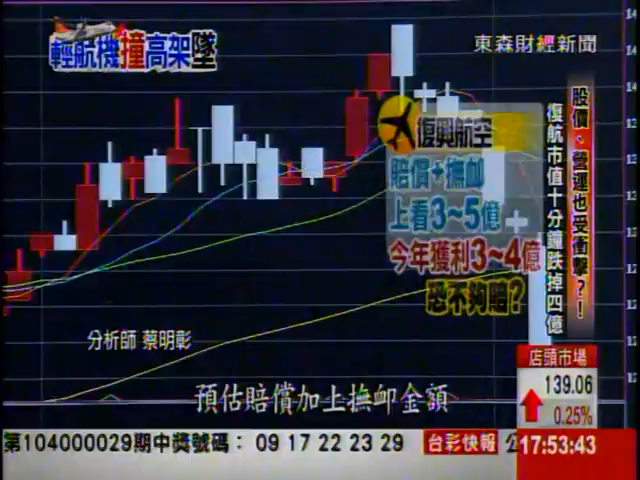 輕航機撞高架墜
東森財經新聞
股價、營運也受衝擊？！
復航市值十分鐘跌掉四億
復興航空
賠償+撫卹
上看3~5億
今年獲利3~4億
恐不夠賠？
分析師 蔡明彰
預估賠償加上撫卹金額
店頭市場
139.06
0.25%
第104000029期中獎號碼： 09 17 22 23 29
台彩快報
17:53:43